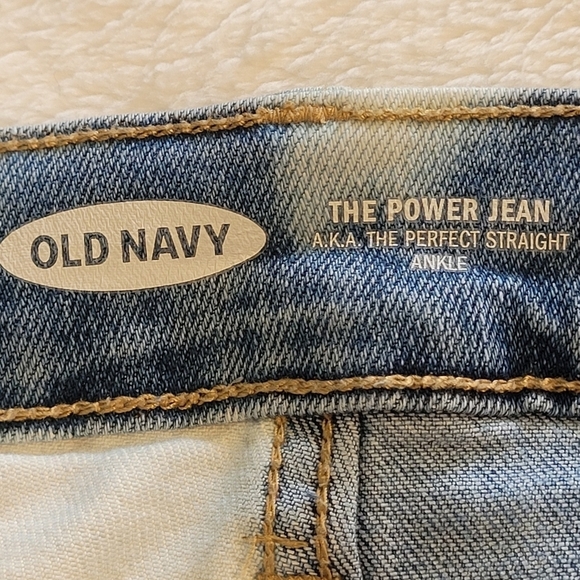 OLD NAVY
THE POWER JEAN
A.K.A. THE PERFECT STRAIGHT
ANKLE